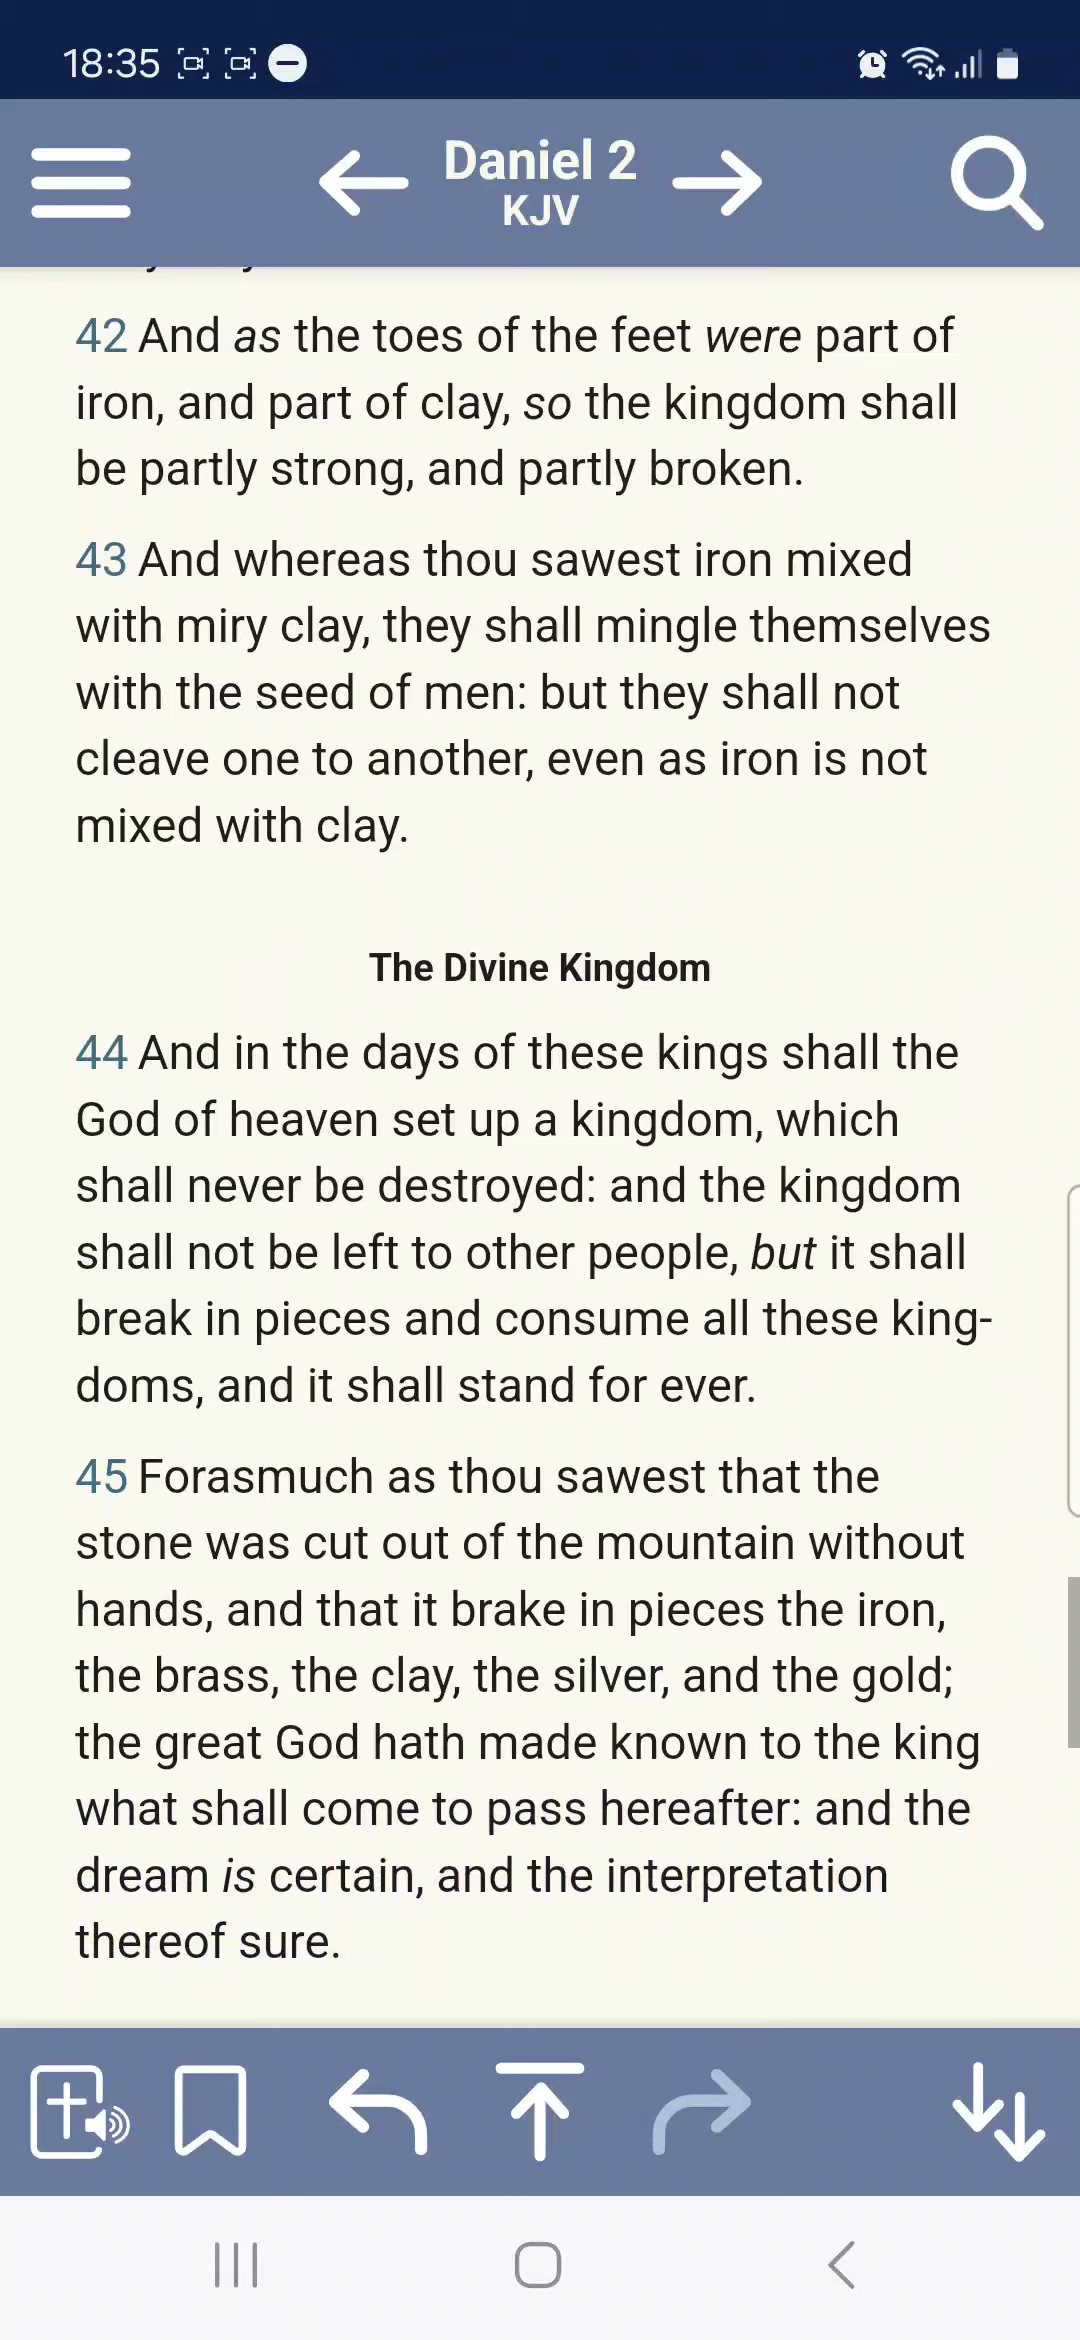 18:35
Daniel 2
KJV
42 And as the toes of the feet were part of
iron, and part of clay, so the kingdom shall
be partly strong, and partly broken.
43 And whereas thou sawest iron mixed
with miry clay, they shall mingle themselves
with the seed of men: but they shall not
cleave one to another, even as iron is not
mixed with clay.
The Divine Kingdom
44 And in the days of these kings shall the
God of heaven set up a kingdom, which
shall never be destroyed: and the kingdom
shall not be left to other people, but it shall
break in pieces and consume all these king-
doms, and it shall stand for ever.
45 Forasmuch as thou sawest that the
stone was cut out of the mountain without
hands, and that it brake in pieces the iron,
the brass, the clay, the silver, and the gold;
the great God hath made known to the king
what shall come to pass hereafter: and the
dream is certain, and the interpretation
thereof sure.